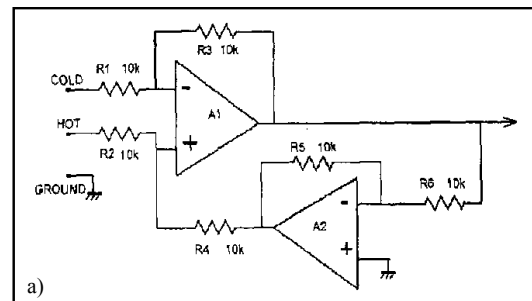 R3 10k
R1 10k
COLD
-
A1
HOT
R2 10k
+
R5 10k
GROUND
R6 10k
-
A2
R4 10k
+
a)